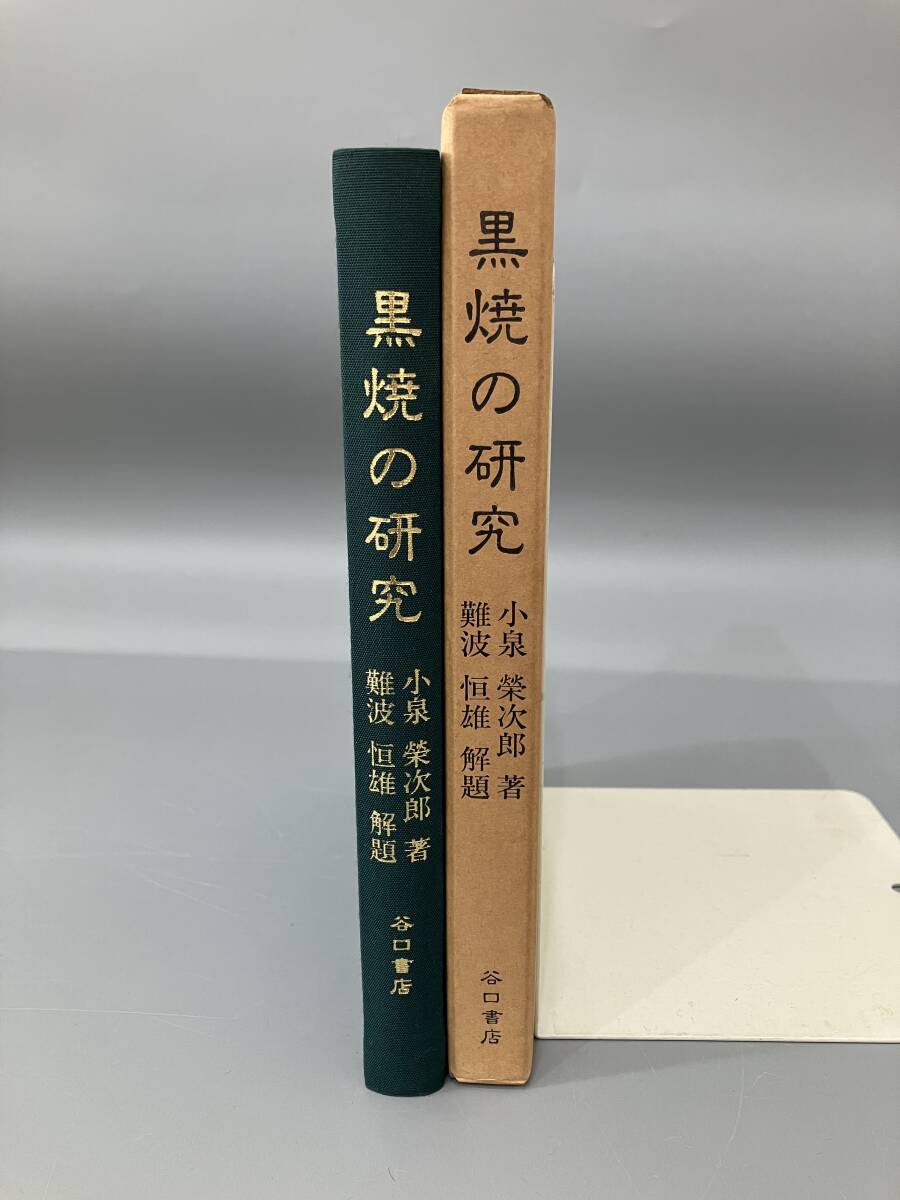 黒焼の研究
小泉 榮次郎 著
難波 恒雄 解題
谷口書店
黒焼の研究
小泉 榮次郎 著
難波 恒雄 解題
谷口書店